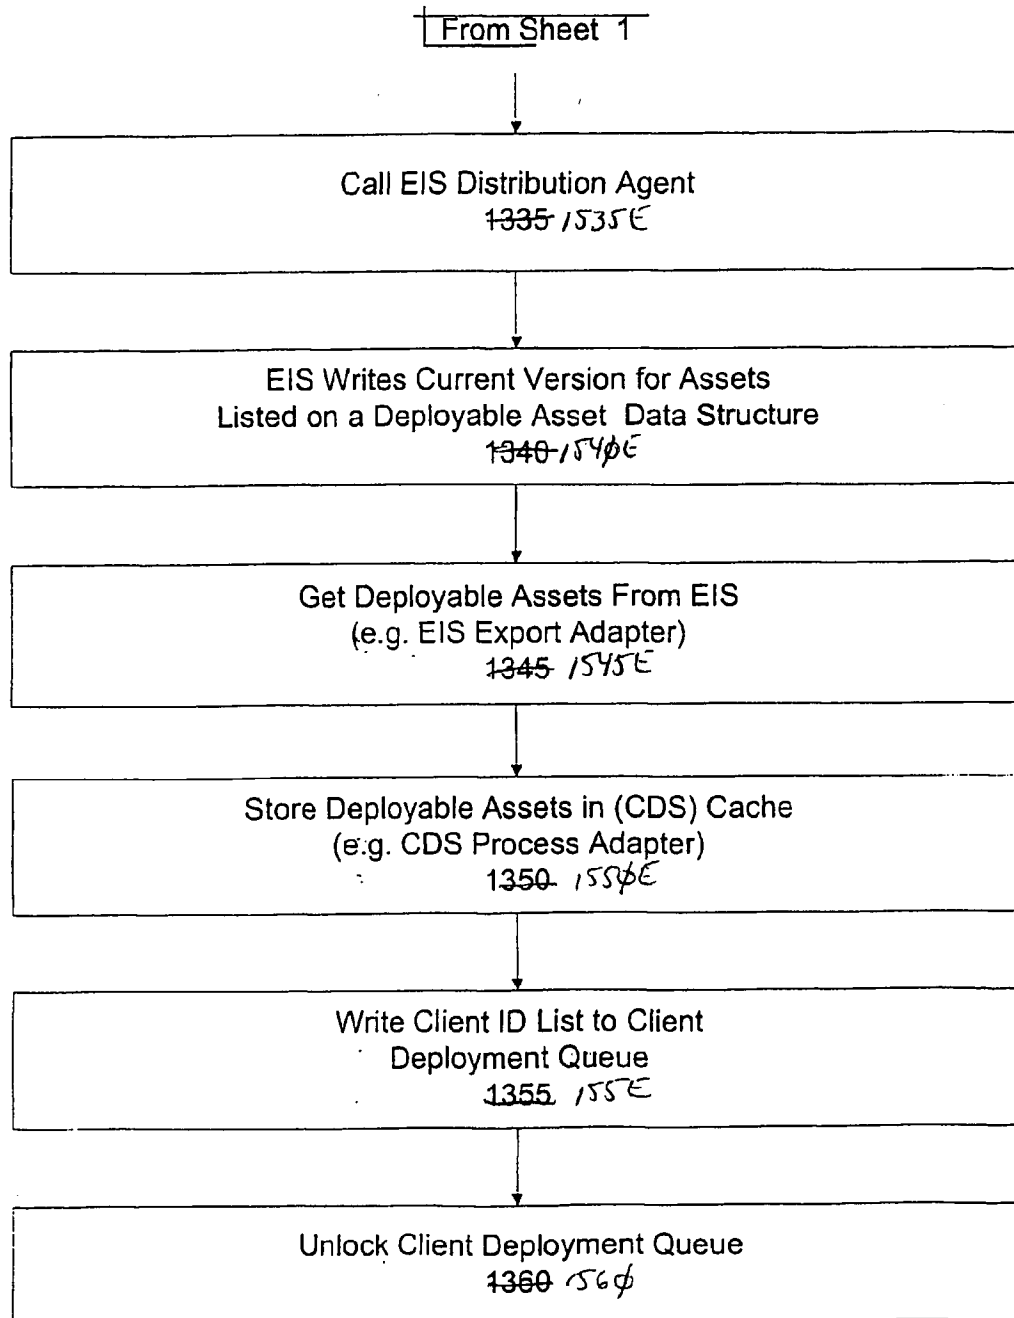 From Sheet 1
Call EIS Distribution Agent
1335 1535E
EIS Writes Current Version for Assets
Listed on a Deployable Asset Data Structure
1340 1540E
Get Deployable Assets From EIS
(e.g. EIS Export Adapter)
1345 1545E
Store Deployable Assets in (CDS) Cache
(e.g. CDS Process Adapter)
1350 1550E
Write Client ID List to Client
Deployment Queue
1355 155E
Unlock Client Deployment Queue
1360 1560